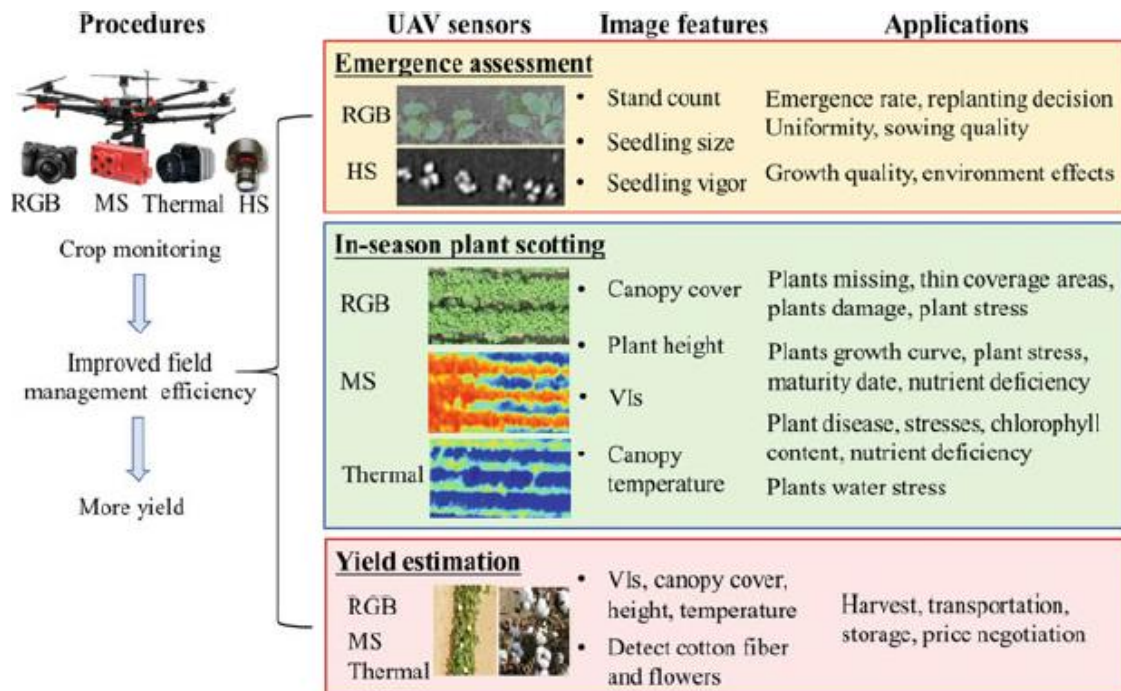 Procedures
UAV sensors
Image features
Applications
RGB
MS
Thermal
HS
Crop monitoring
Improved field
management efficiency
More yield
Emergence assessment
RGB
HS
• Stand count
• Seedling size
• Seedling vigor
Emergence rate, replanting decision
Uniformity, sowing quality
Growth quality, environment effects
In-season plant scotting
RGB
MS
Thermal
• Canopy cover
• Plant height
• VIs
• Canopy
temperature
Plants missing, thin coverage areas,
plants damage, plant stress
Plants growth curve, plant stress,
maturity date, nutrient deficiency
Plant disease, stresses, chlorophyll
content, nutrient deficiency
Plants water stress
Yield estimation
RGB
MS
Thermal
• VIs, canopy cover,
height, temperature
• Detect cotton fiber
and flowers
Harvest, transportation,
storage, price negotiation